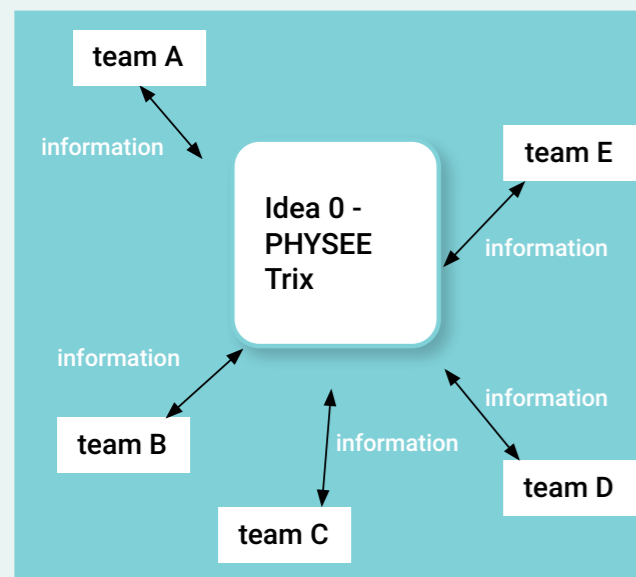 team A
information
team E
Idea 0 -
PHYSEE
Trix
information
information
team B
information
information
team C
team D